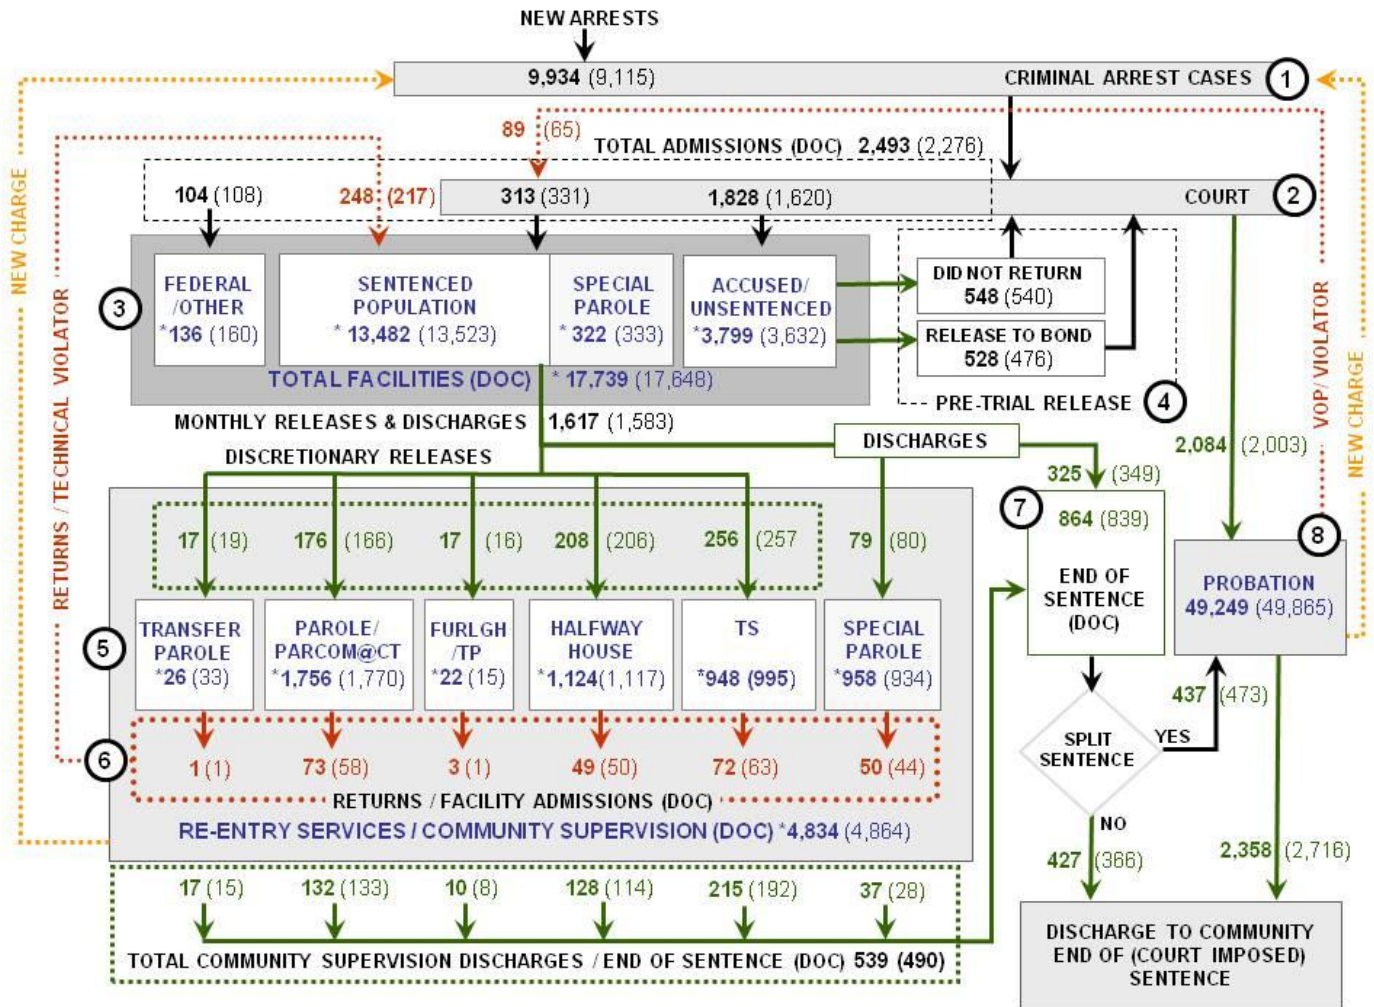 NEW ARRESTS
9,934 (9,115)
CRIMINAL ARREST CASES
1
89 (65)
TOTAL ADMISSIONS (DOC) 2,493 (2,276)
104 (108)
248 (217)
313 (331)
1,828 (1,620)
COURT
2
NEW CHARGE
RETURNS / TECHNICAL VIOLATOR
3
FEDERAL
/OTHER
*136 (160)
SENTENCED
POPULATION
*13,482 (13,523)
SPECIAL
PAROLE
*322 (333)
ACCUSED/
UNSENTENCED
*3,799 (3,632)
TOTAL FACILITIES (DOC) *17,739 (17,648)
DID NOT RETURN
548 (540)
RELEASE TO BOND
528 (476)
PRE-TRIAL RELEASE
4
VOP/ VIOLATOR
NEW CHARGE
MONTHLY RELEASES & DISCHARGES 1,617 (1,583)
DISCRETIONARY RELEASES
DISCHARGES
2,084 (2,003)
325 (349)
17 (19)
176 (166)
17 (16)
208 (206)
256 (257
79 (80)
7
864 (839)
END OF
SENTENCE
(DOC)
8
PROBATION
49,249 (49,865)
5
TRANSFER
PAROLE
*26 (33)
PAROLE/
PARCOM@CT
*1,756 (1,770)
FURLGH
/TP
*22 (15)
HALFWAY
HOUSE
*1,124(1,117)
TS
*948 (995)
SPECIAL
PAROLE
*958 (934)
437 (473)
6
1 (1)
73 (58)
3 (1)
49 (50)
72 (63)
50 (44)
RETURNS / FACILITY ADMISSIONS (DOC)
RE-ENTRY SERVICES / COMMUNITY SUPERVISION (DOC) *4,834 (4,864)
SPLIT
SENTENCE
YES
NO
427 (366)
2,358 (2,716)
17 (15)
132 (133)
10 (8)
128 (114)
215 (192)
37 (28)
TOTAL COMMUNITY SUPERVISION DISCHARGES / END OF SENTENCE (DOC) 539 (490)
DISCHARGE TO COMMUNITY
END OF (COURT IMPOSED)
SENTENCE